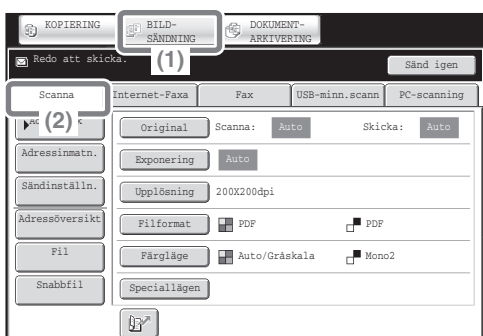 KOPIERING
BILD-
SÄNDNING
DOKUMENT-
ARKIVERING
Redo att skicka.
(1)
Sänd igen
Scanna
Internet-Faxa
Fax
USB-minn.scann
PC-scanning
(2)
Original
Scanna:
Auto
Skicka:
Auto
Adressinmatn.
Exponering
Auto
Sändinställn.
Upplösning
200X200dpi
Adressöversikt
Filformat
PDF
PDF
Fil
Färgläge
Auto/Gråskala
Mono2
Snabbfil
Speciallägen